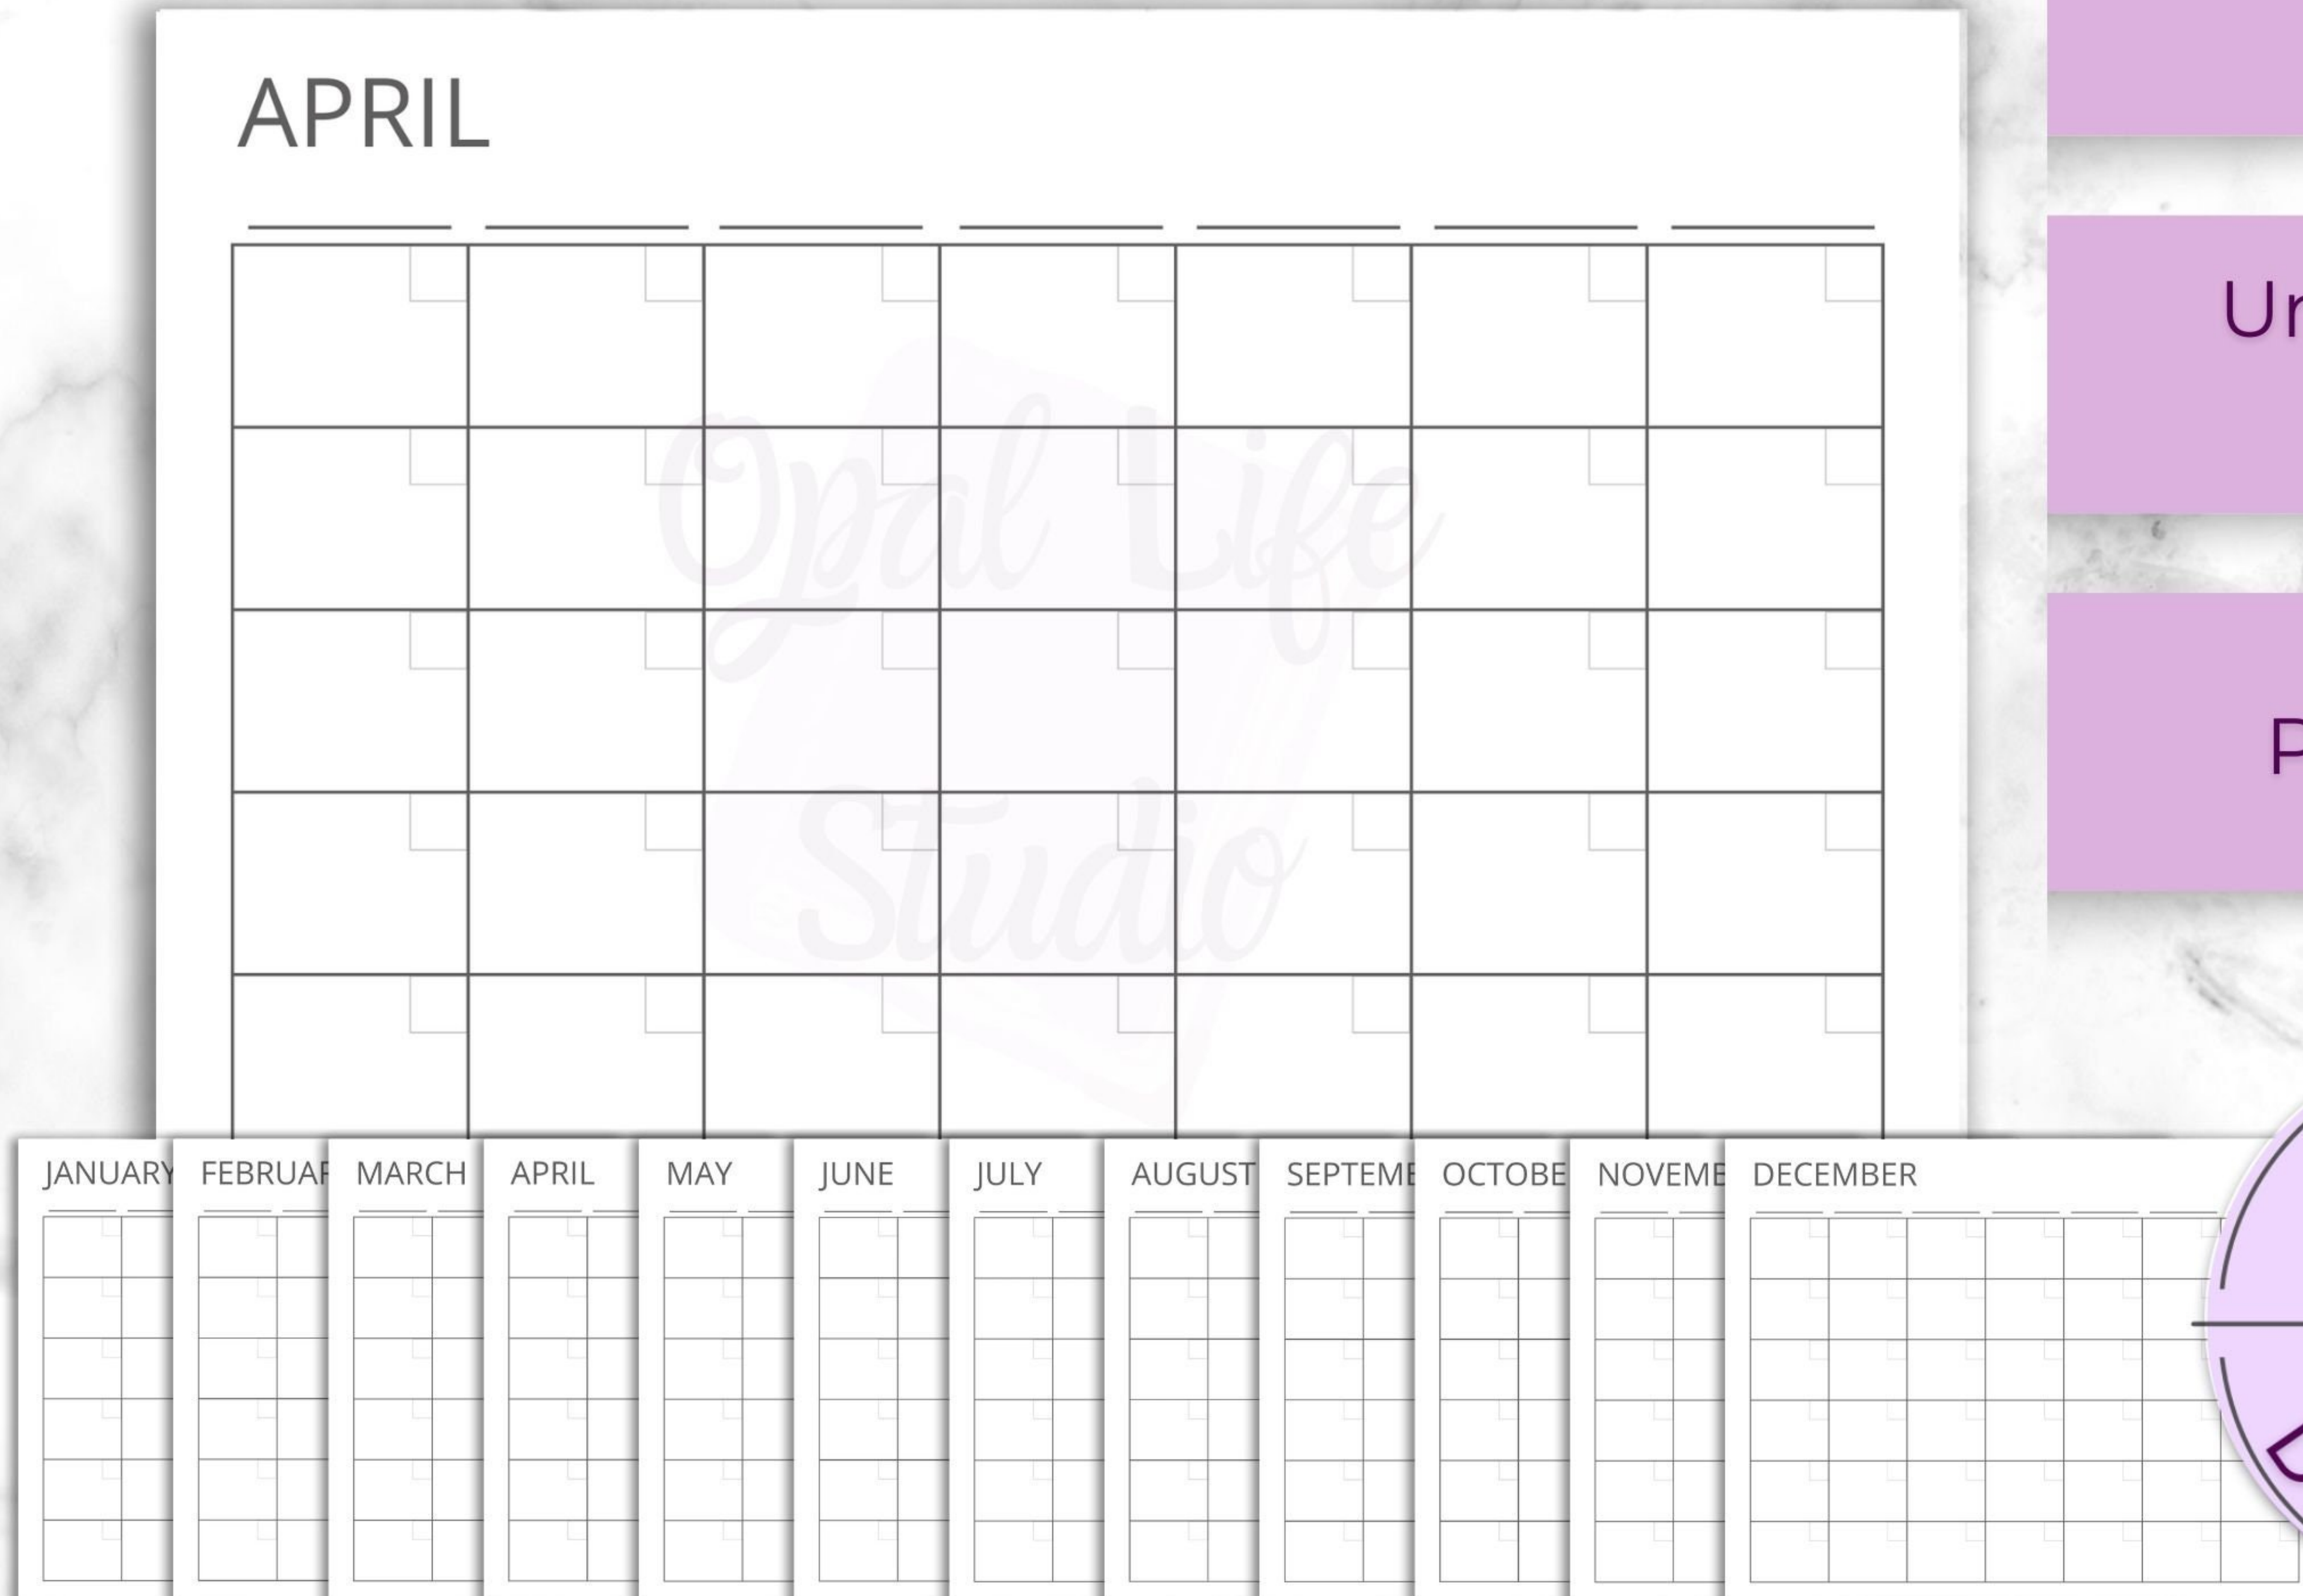 APRIL
Opal Life
Studio
Ur
P
JANUARY
FEBRUAR
MARCH
APRIL
MAY
JUNE
JULY
AUGUST
SEPTEME
OCTOBE
NOVEME
DECEMBER